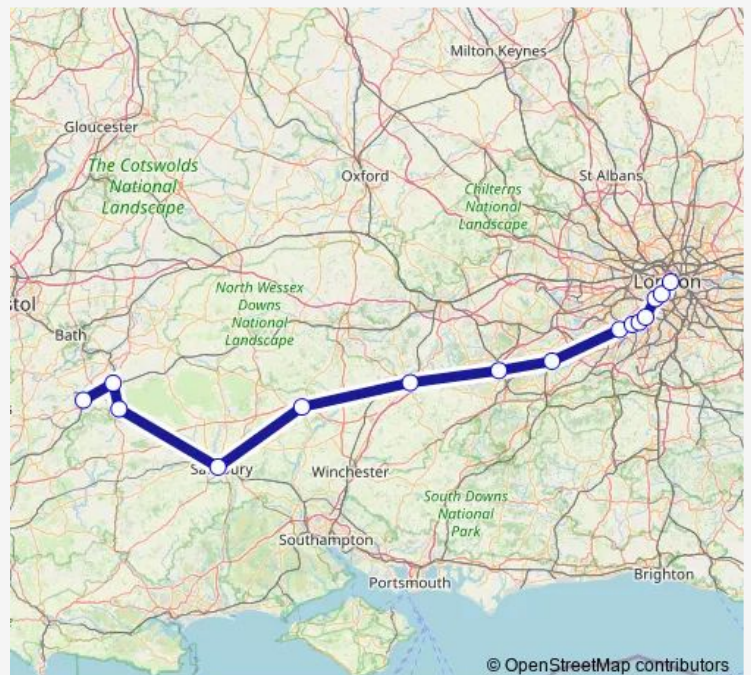 Milton Keynes
Gloucester
The Cotswolds
National
Landscape
Oxford
St Albans
Chilterns
National
Landscape
London
North Wessex
Downs
National
Landscape
stol
Bath
Winchester
South Downs
National
Park
Southampton
Portsmouth
Brighton
© OpenStreetMap contributors